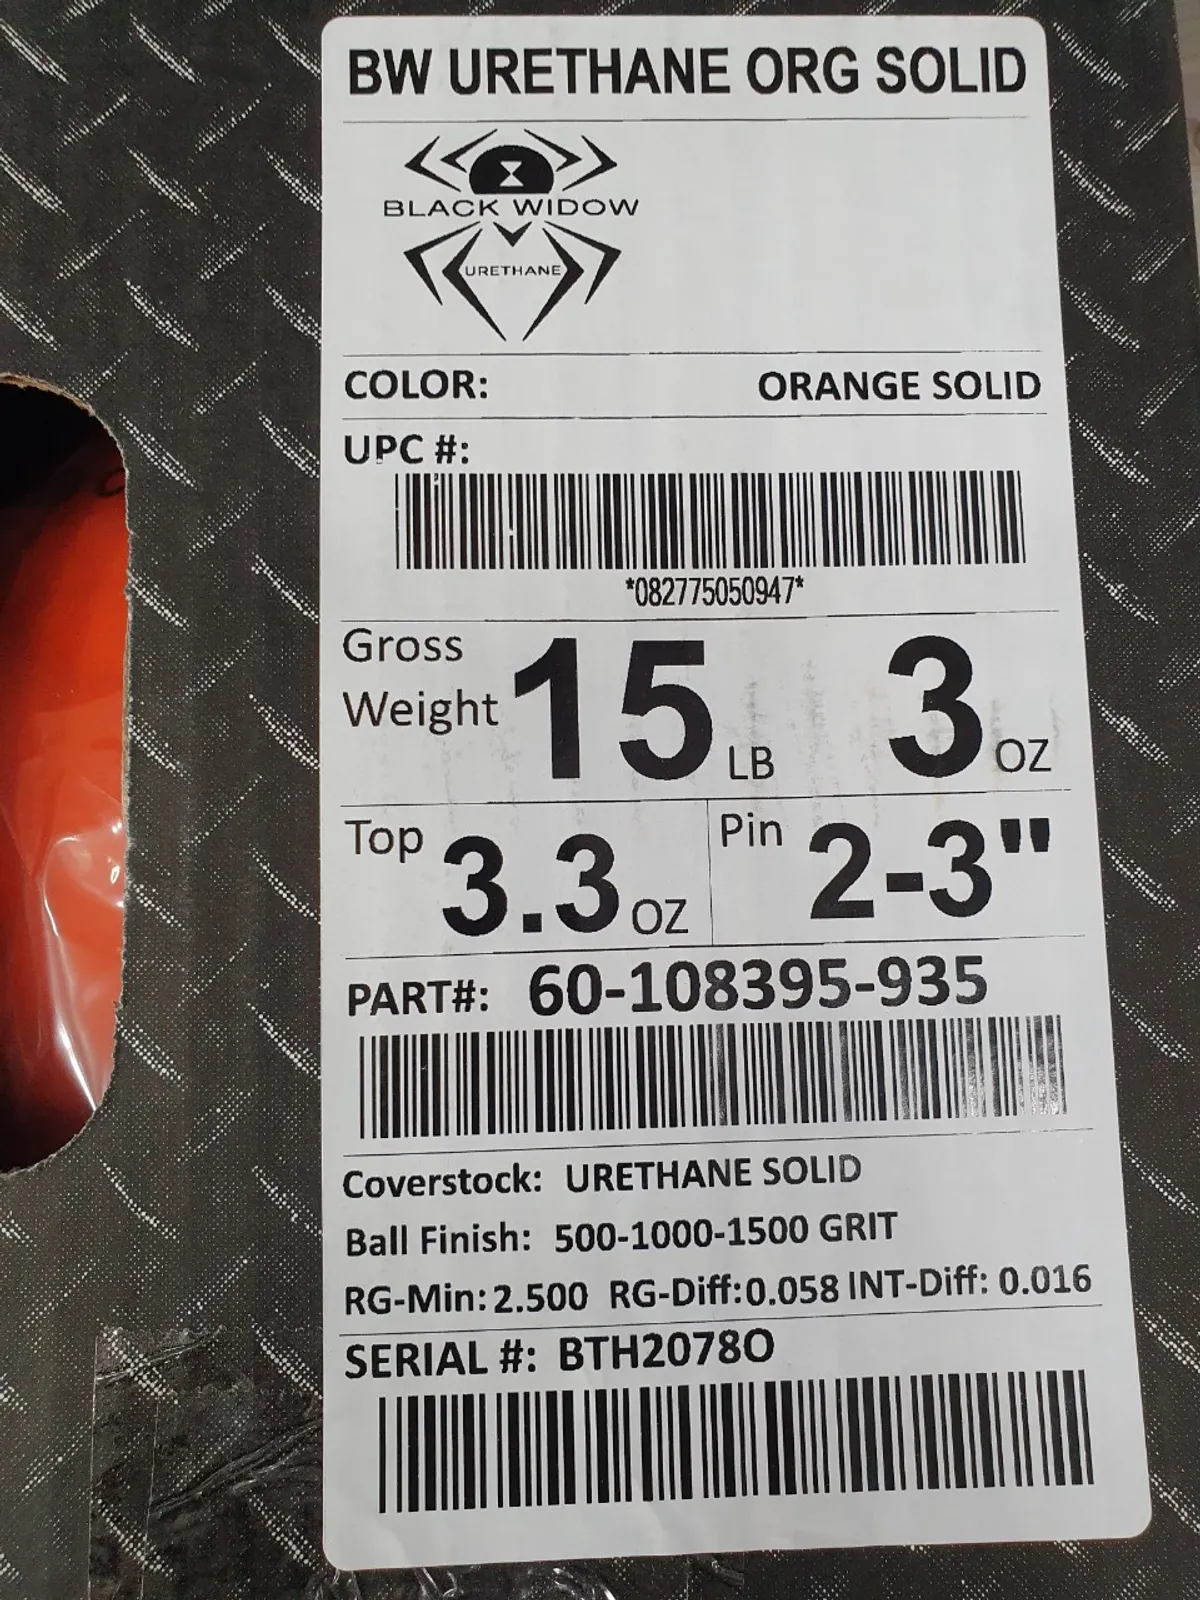 BW URETHANE ORG SOLID
BLACK WIDOW
URETHANE
COLOR: ORANGE SOLID
UPC #:
*082775050947*
Gross Weight 15 LB 3 OZ
Top 3.3 OZ Pin 2-3"
PART#: 60-108395-935
Coverstock: URETHANE SOLID
Ball Finish: 500-1000-1500 GRIT
RG-Min: 2.500 RG-Diff:0.058 INT-Diff: 0.016
SERIAL #: BTH2078O